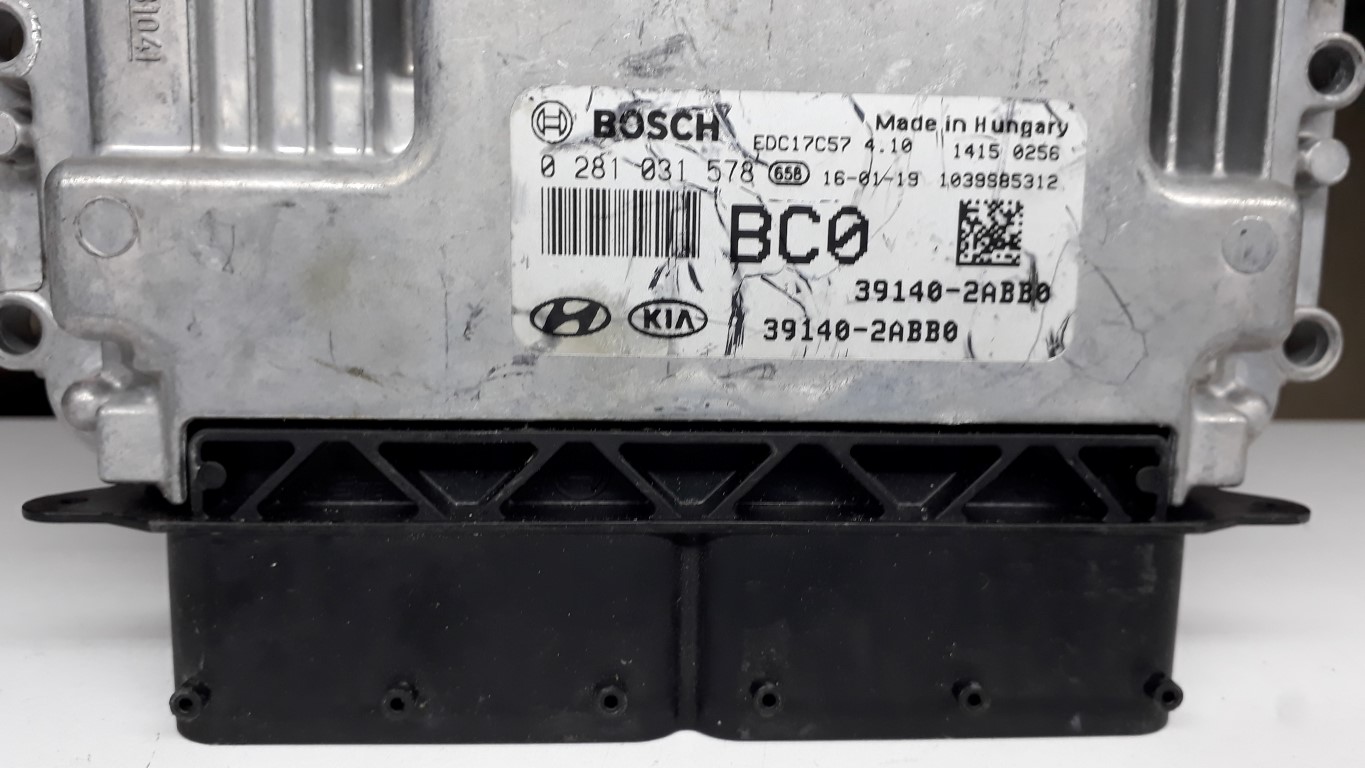 BOSCH
Made in Hungary
EDC17C57 4.10 1415 0256
0 281 031 578 658 16-01-19 1039S85312
BC0
39140-2ABB0
KIA
39140-2ABB0